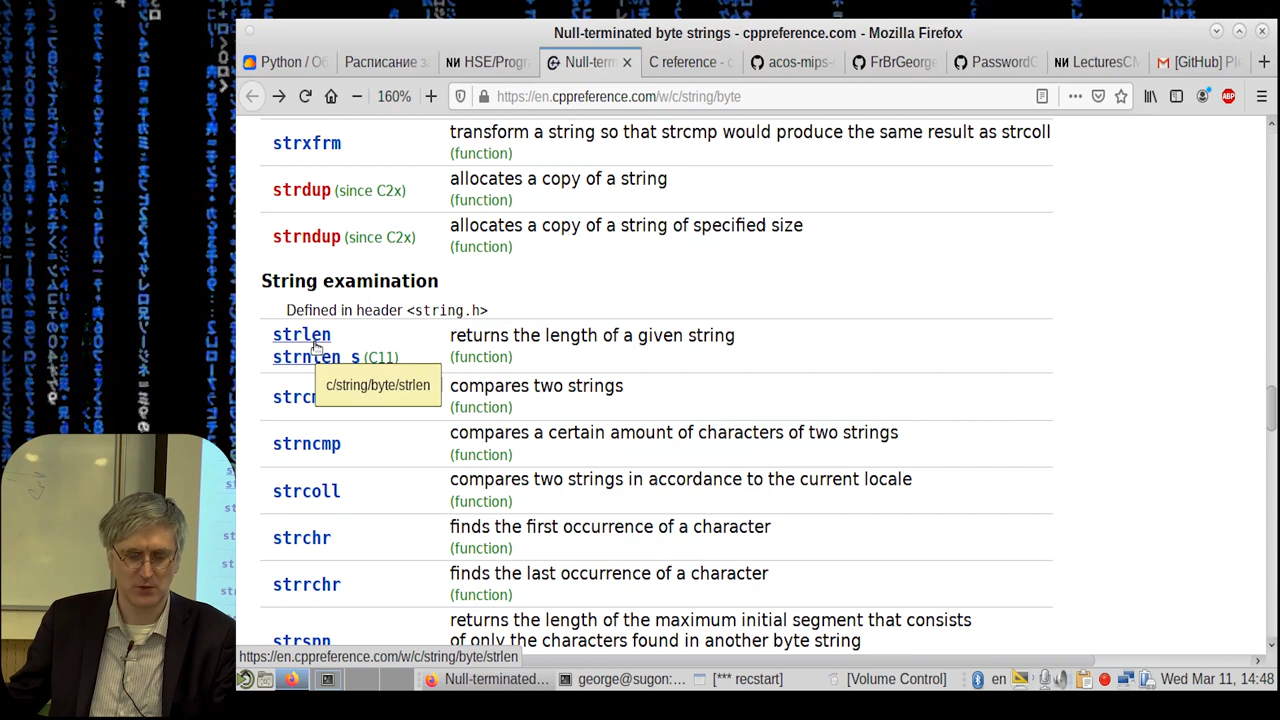 Null-terminated byte strings - cppreference.com - Mozilla Firefox
Python / Об
Расписание з
HSE/Progr
Null-term
C reference - c
acos-mips-
FrBrGeorge
PasswordG
LecturesCM
[GitHub] Ple
160%
https://en.cppreference.com/w/c/string/byte
ABP
strxfrm
transform a string so that strcmp would produce the same result as strcoll
(function)
strdup (since C2x)
allocates a copy of a string
(function)
strndup (since C2x)
allocates a copy of a string of specified size
(function)
String examination
Defined in header <string.h>
strlen
returns the length of a given string
strnlen_s (C11)
(function)
c/string/byte/strlen
strcm
compares two strings
(function)
strncmp
compares a certain amount of characters of two strings
(function)
strcoll
compares two strings in accordance to the current locale
(function)
strchr
finds the first occurrence of a character
(function)
strrchr
finds the last occurrence of a character
(function)
strspn
returns the length of the maximum initial segment that consists
of only the characters found in another byte string
https://en.cppreference.com/w/c/string/byte/strlen
Null-terminated...
george@sugon:...
[*** recstart]
[Volume Control]
en
Wed Mar 11, 14:48